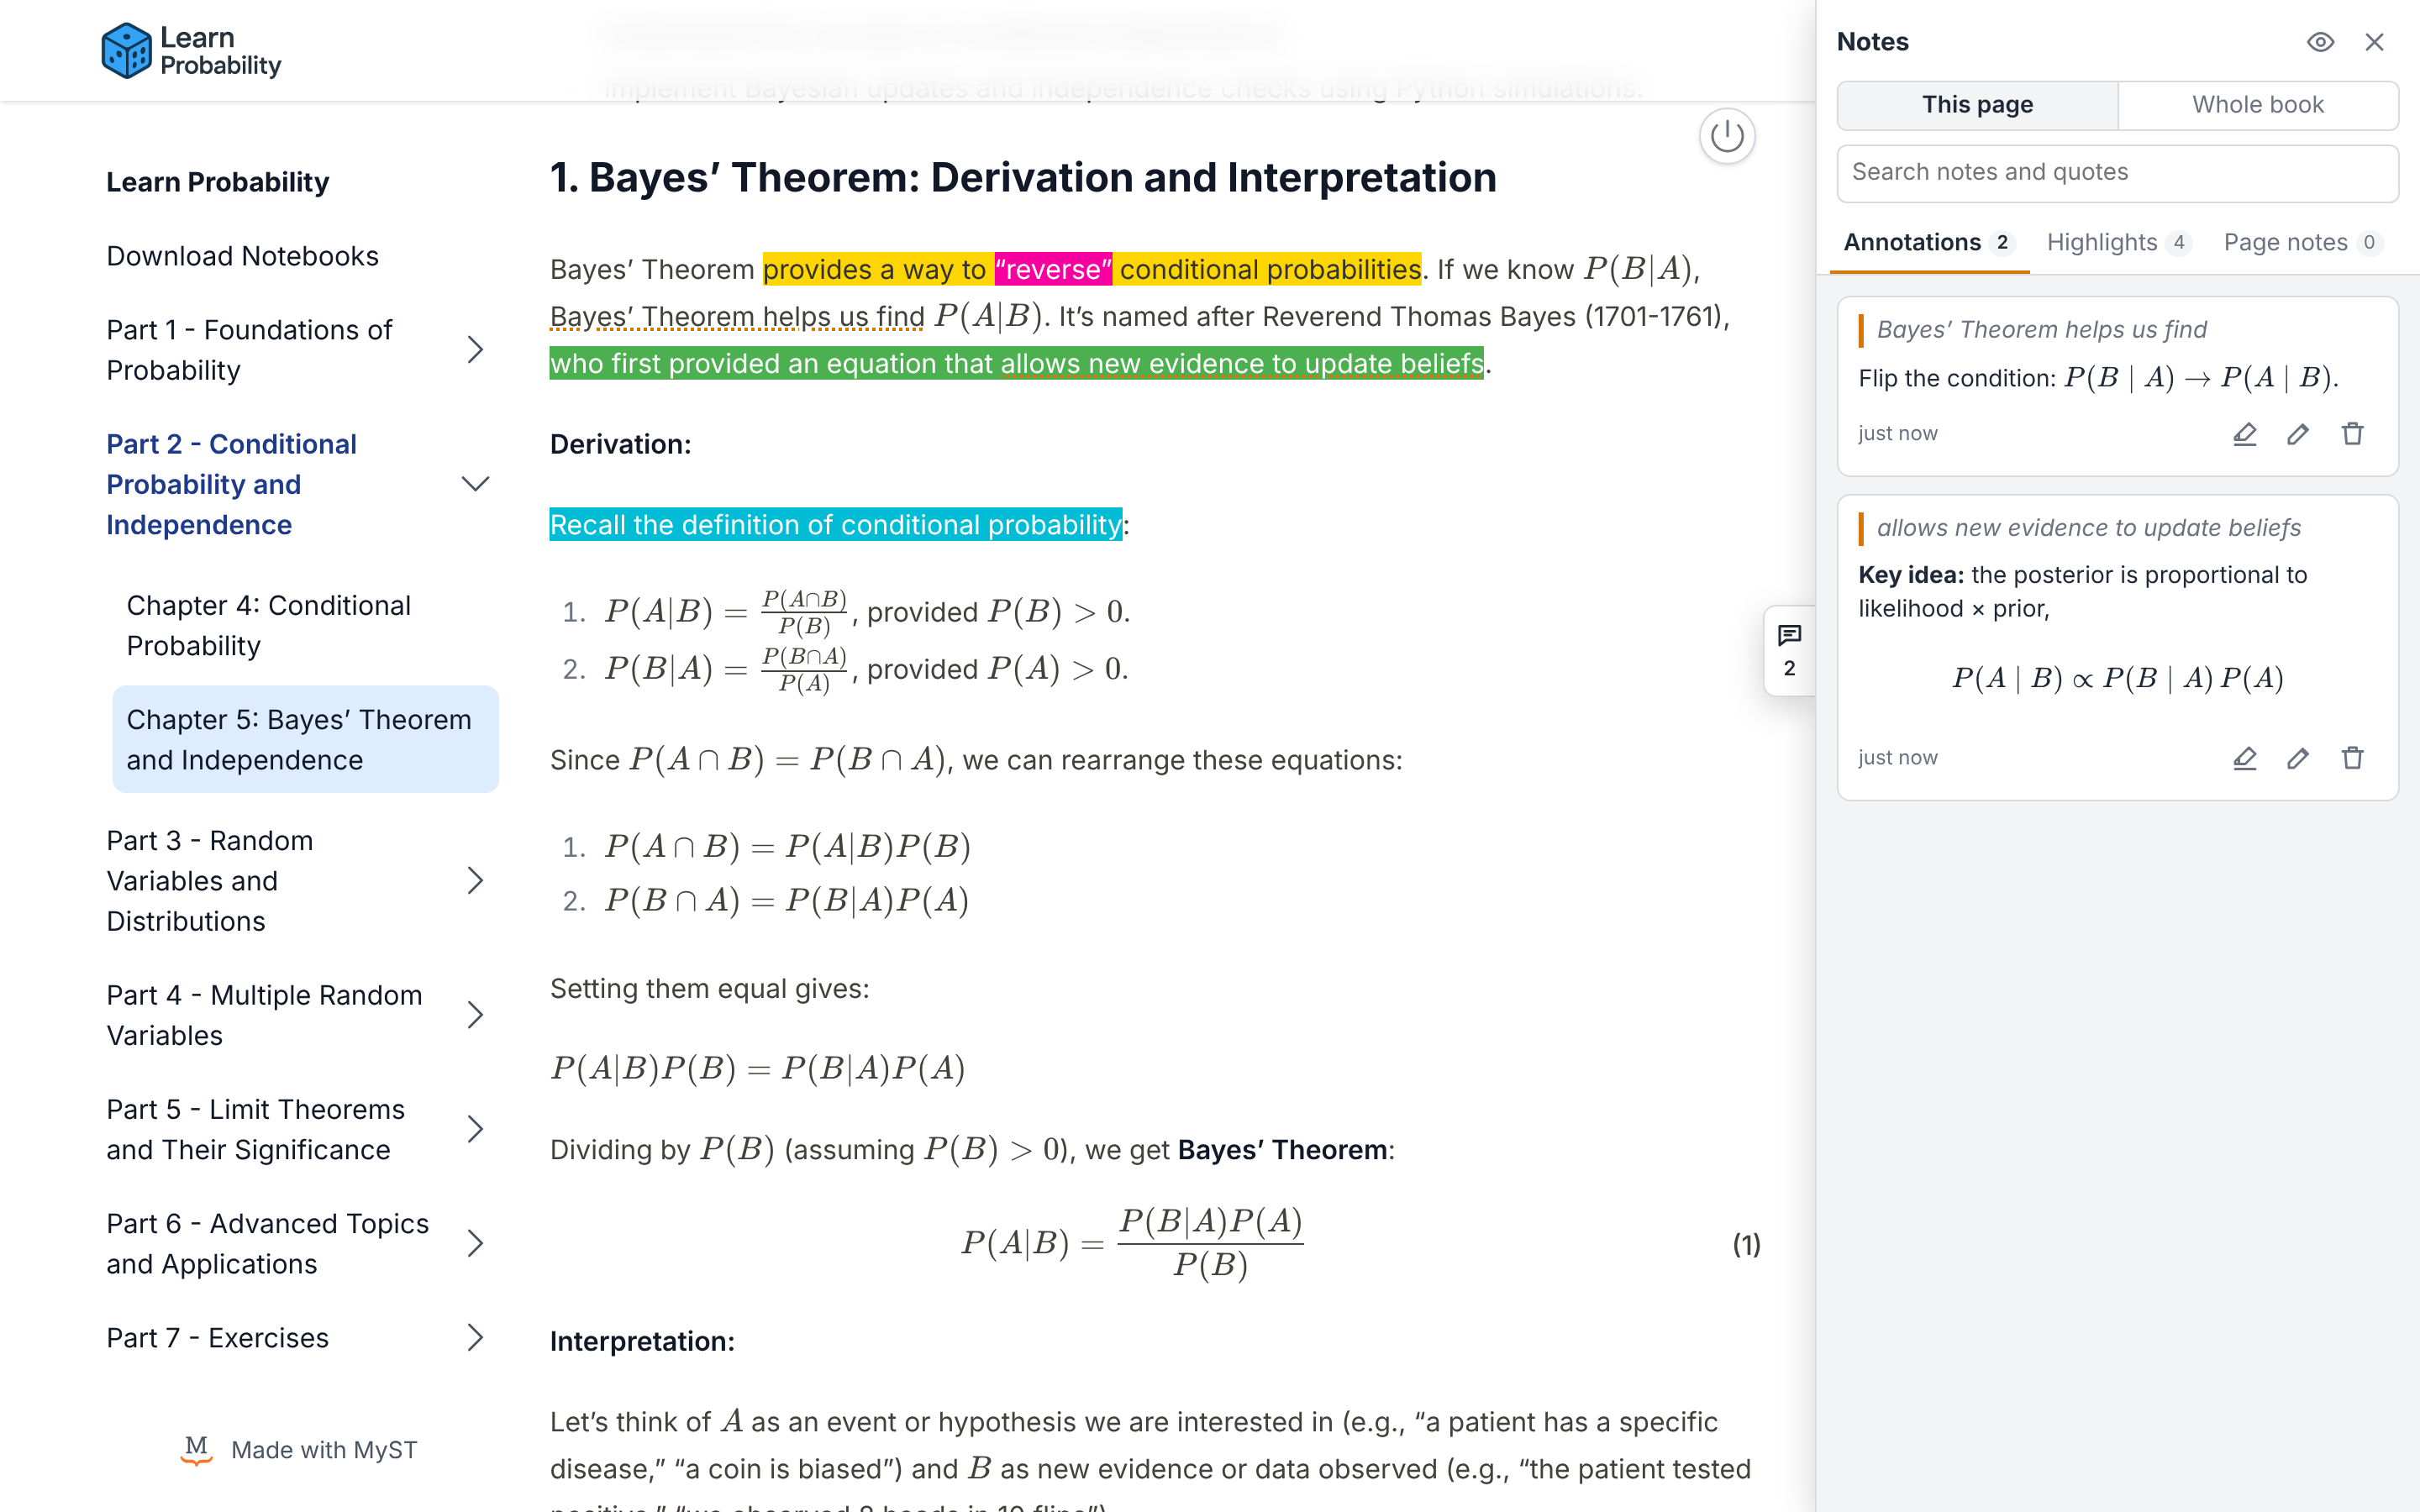 Learn
Probability
implement Bayesian updates and independence checks using Python simulations.
Learn Probability
Download Notebooks
Part 1 - Foundations of
Probability
Part 2 - Conditional
Probability and
Independence
Chapter 4: Conditional
Probability
Chapter 5: Bayes’ Theorem
and Independence
Part 3 - Random
Variables and
Distributions
Part 4 - Multiple Random
Variables
Part 5 - Limit Theorems
and Their Significance
Part 6 - Advanced Topics
and Applications
Part 7 - Exercises
M Made with MyST
1. Bayes’ Theorem: Derivation and Interpretation
Bayes’ Theorem provides a way to “reverse” conditional probabilities. If we know P(B|A),
Bayes’ Theorem helps us find P(A|B). It’s named after Reverend Thomas Bayes (1701-1761),
who first provided an equation that allows new evidence to update beliefs.
Derivation:
Recall the definition of conditional probability:
1. P(A|B) = P(A∩B)/P(B), provided P(B) > 0.
2. P(B|A) = P(B∩A)/P(A), provided P(A) > 0.
Since P(A ∩ B) = P(B ∩ A), we can rearrange these equations:
1. P(A ∩ B) = P(A|B)P(B)
2. P(B ∩ A) = P(B|A)P(A)
Setting them equal gives:
P(A|B)P(B) = P(B|A)P(A)
Dividing by P(B) (assuming P(B) > 0), we get Bayes’ Theorem:
P(A|B) = P(B|A)P(A)/P(B) (1)
Interpretation:
Let’s think of A as an event or hypothesis we are interested in (e.g., “a patient has a specific
disease,” “a coin is biased”) and B as new evidence or data observed (e.g., “the patient tested
positive,” “we observed 8 heads in 10 flips”).
2
Notes
This page Whole book
Search notes and quotes
Annotations 2 Highlights 4 Page notes 0
Bayes’ Theorem helps us find
Flip the condition: P(B | A) → P(A | B).
just now
allows new evidence to update beliefs
Key idea: the posterior is proportional to
likelihood × prior,
P(A | B) ∝ P(B | A) P(A)
just now